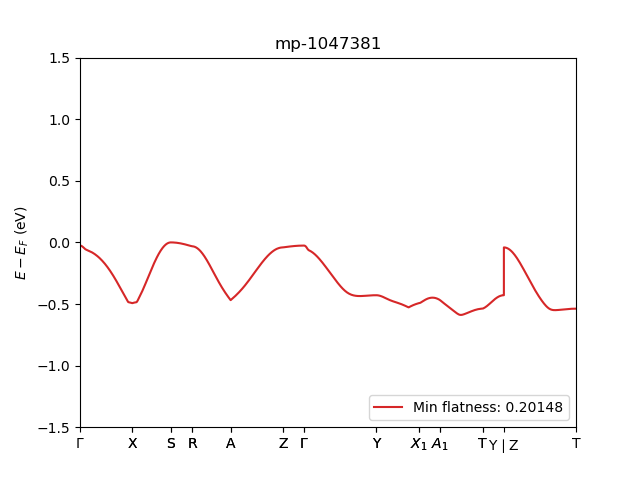 mp-1047381
E − E_F (eV)
1.5
1.0
0.5
0.0
−0.5
−1.0
−1.5
Min flatness: 0.20148
Γ X S R A Z Γ Y X₁ A₁ T Y | Z T